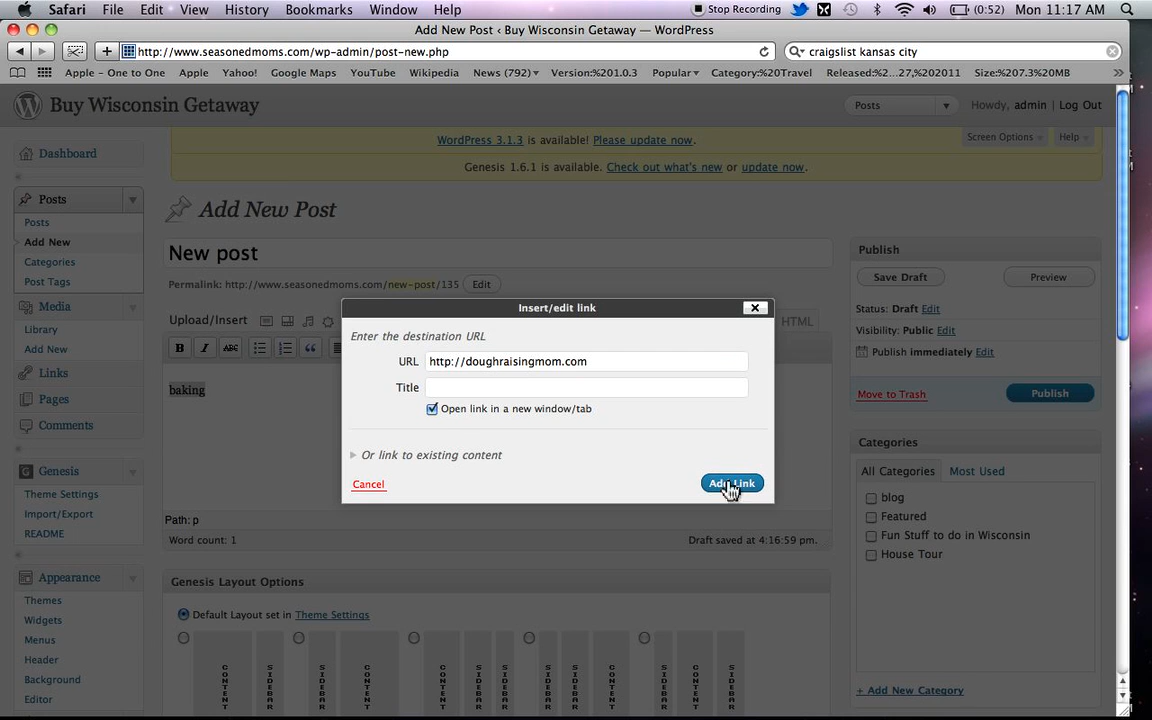 Safari File Edit View History Bookmarks Window Help Stop Recording (0:52) Mon 11:17 AM
Add New Post ‹ Buy Wisconsin Getaway — WordPress
http://www.seasonedmoms.com/wp-admin/post-new.php craigslist kansas city
Apple - One to One Apple Yahoo! Google Maps YouTube Wikipedia News (792) Version:%201.0.3 Popular Category:%20Travel Released:%2...27,%202011 Size:%207.3%20MB
Buy Wisconsin Getaway Posts Howdy, admin | Log Out
WordPress 3.1.3 is available! Please update now. Screen Options Help
Genesis 1.6.1 is available. Check out what's new or update now.
Dashboard
Posts
Posts
Add New
Categories
Post Tags
Media
Library
Add New
Links
Pages
Comments
Genesis
Theme Settings
Import/Export
README
Appearance
Themes
Widgets
Menus
Header
Background
Editor
Add New Post
New post
Permalink: http://www.seasonedmoms.com/new-post/135 Edit
Upload/Insert HTML
B I ABC
baking
Path: p
Word count: 1 Draft saved at 4:16:59 pm.
Insert/edit link
Enter the destination URL
URL http://doughraisingmom.com
Title
Open link in a new window/tab
Or link to existing content
Cancel Add Link
Genesis Layout Options
Default Layout set in Theme Settings
CONTENT SIDEBAR SIDEBAR CONTENT CONTENT SIDEBAR SIDEBAR SIDEBAR SIDEBAR CONTENT SIDEBAR CONTENT SIDEBAR
Publish
Save Draft Preview
Status: Draft Edit
Visibility: Public Edit
Publish immediately Edit
Move to Trash Publish
Categories
All Categories Most Used
blog
Featured
Fun Stuff to do in Wisconsin
House Tour
+ Add New Category